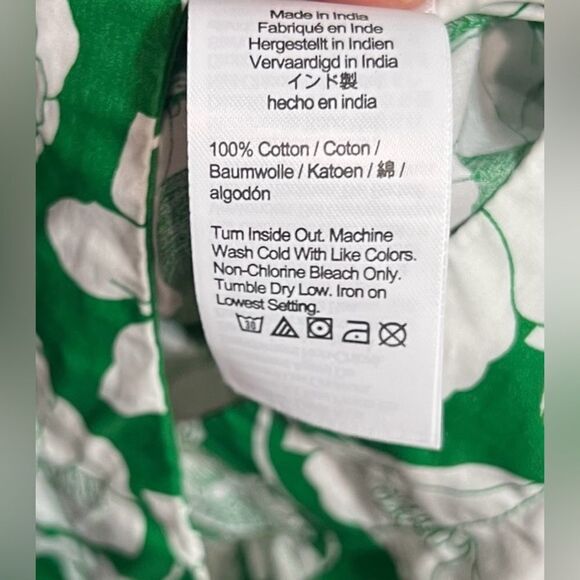 Made in India
Fabriqué en Inde
Hergestellt in Indien
Vervaardigd in India
インド製
hecho en india
100% Cotton / Coton /
Baumwolle / Katoen / 綿 /
algodón
Turn Inside Out. Machine
Wash Cold With Like Colors.
Non-Chlorine Bleach Only.
Tumble Dry Low. Iron on
Lowest Setting.
30